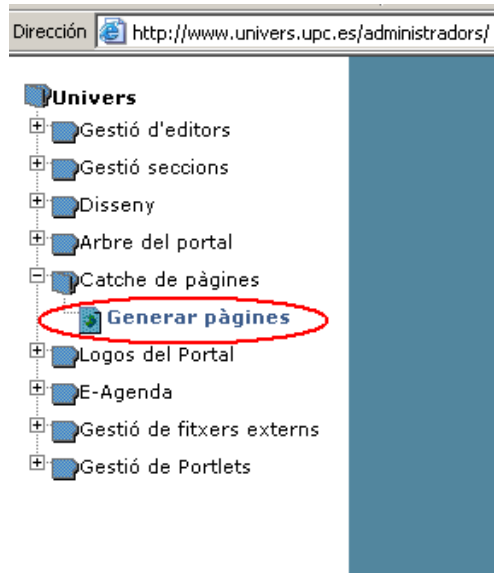 Dirección http://www.univers.upc.es/administradors/
Univers
Gestió d'editors
Gestió seccions
Disseny
Arbre del portal
Catche de pàgines
Generar pàgines
Logos del Portal
E-Agenda
Gestió de fitxers externs
Gestió de Portlets